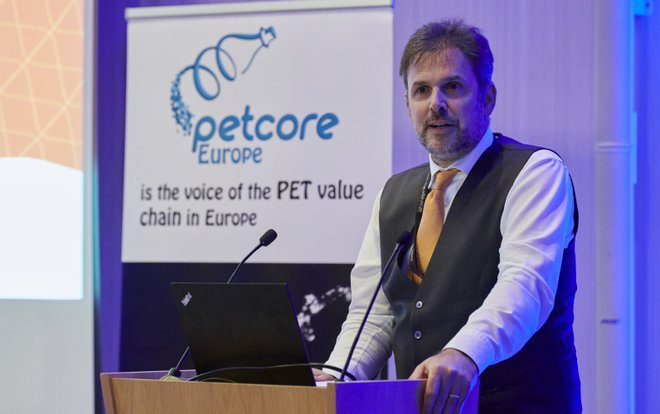 petcore
Europe
is the voice of the PET value
chain in Europe